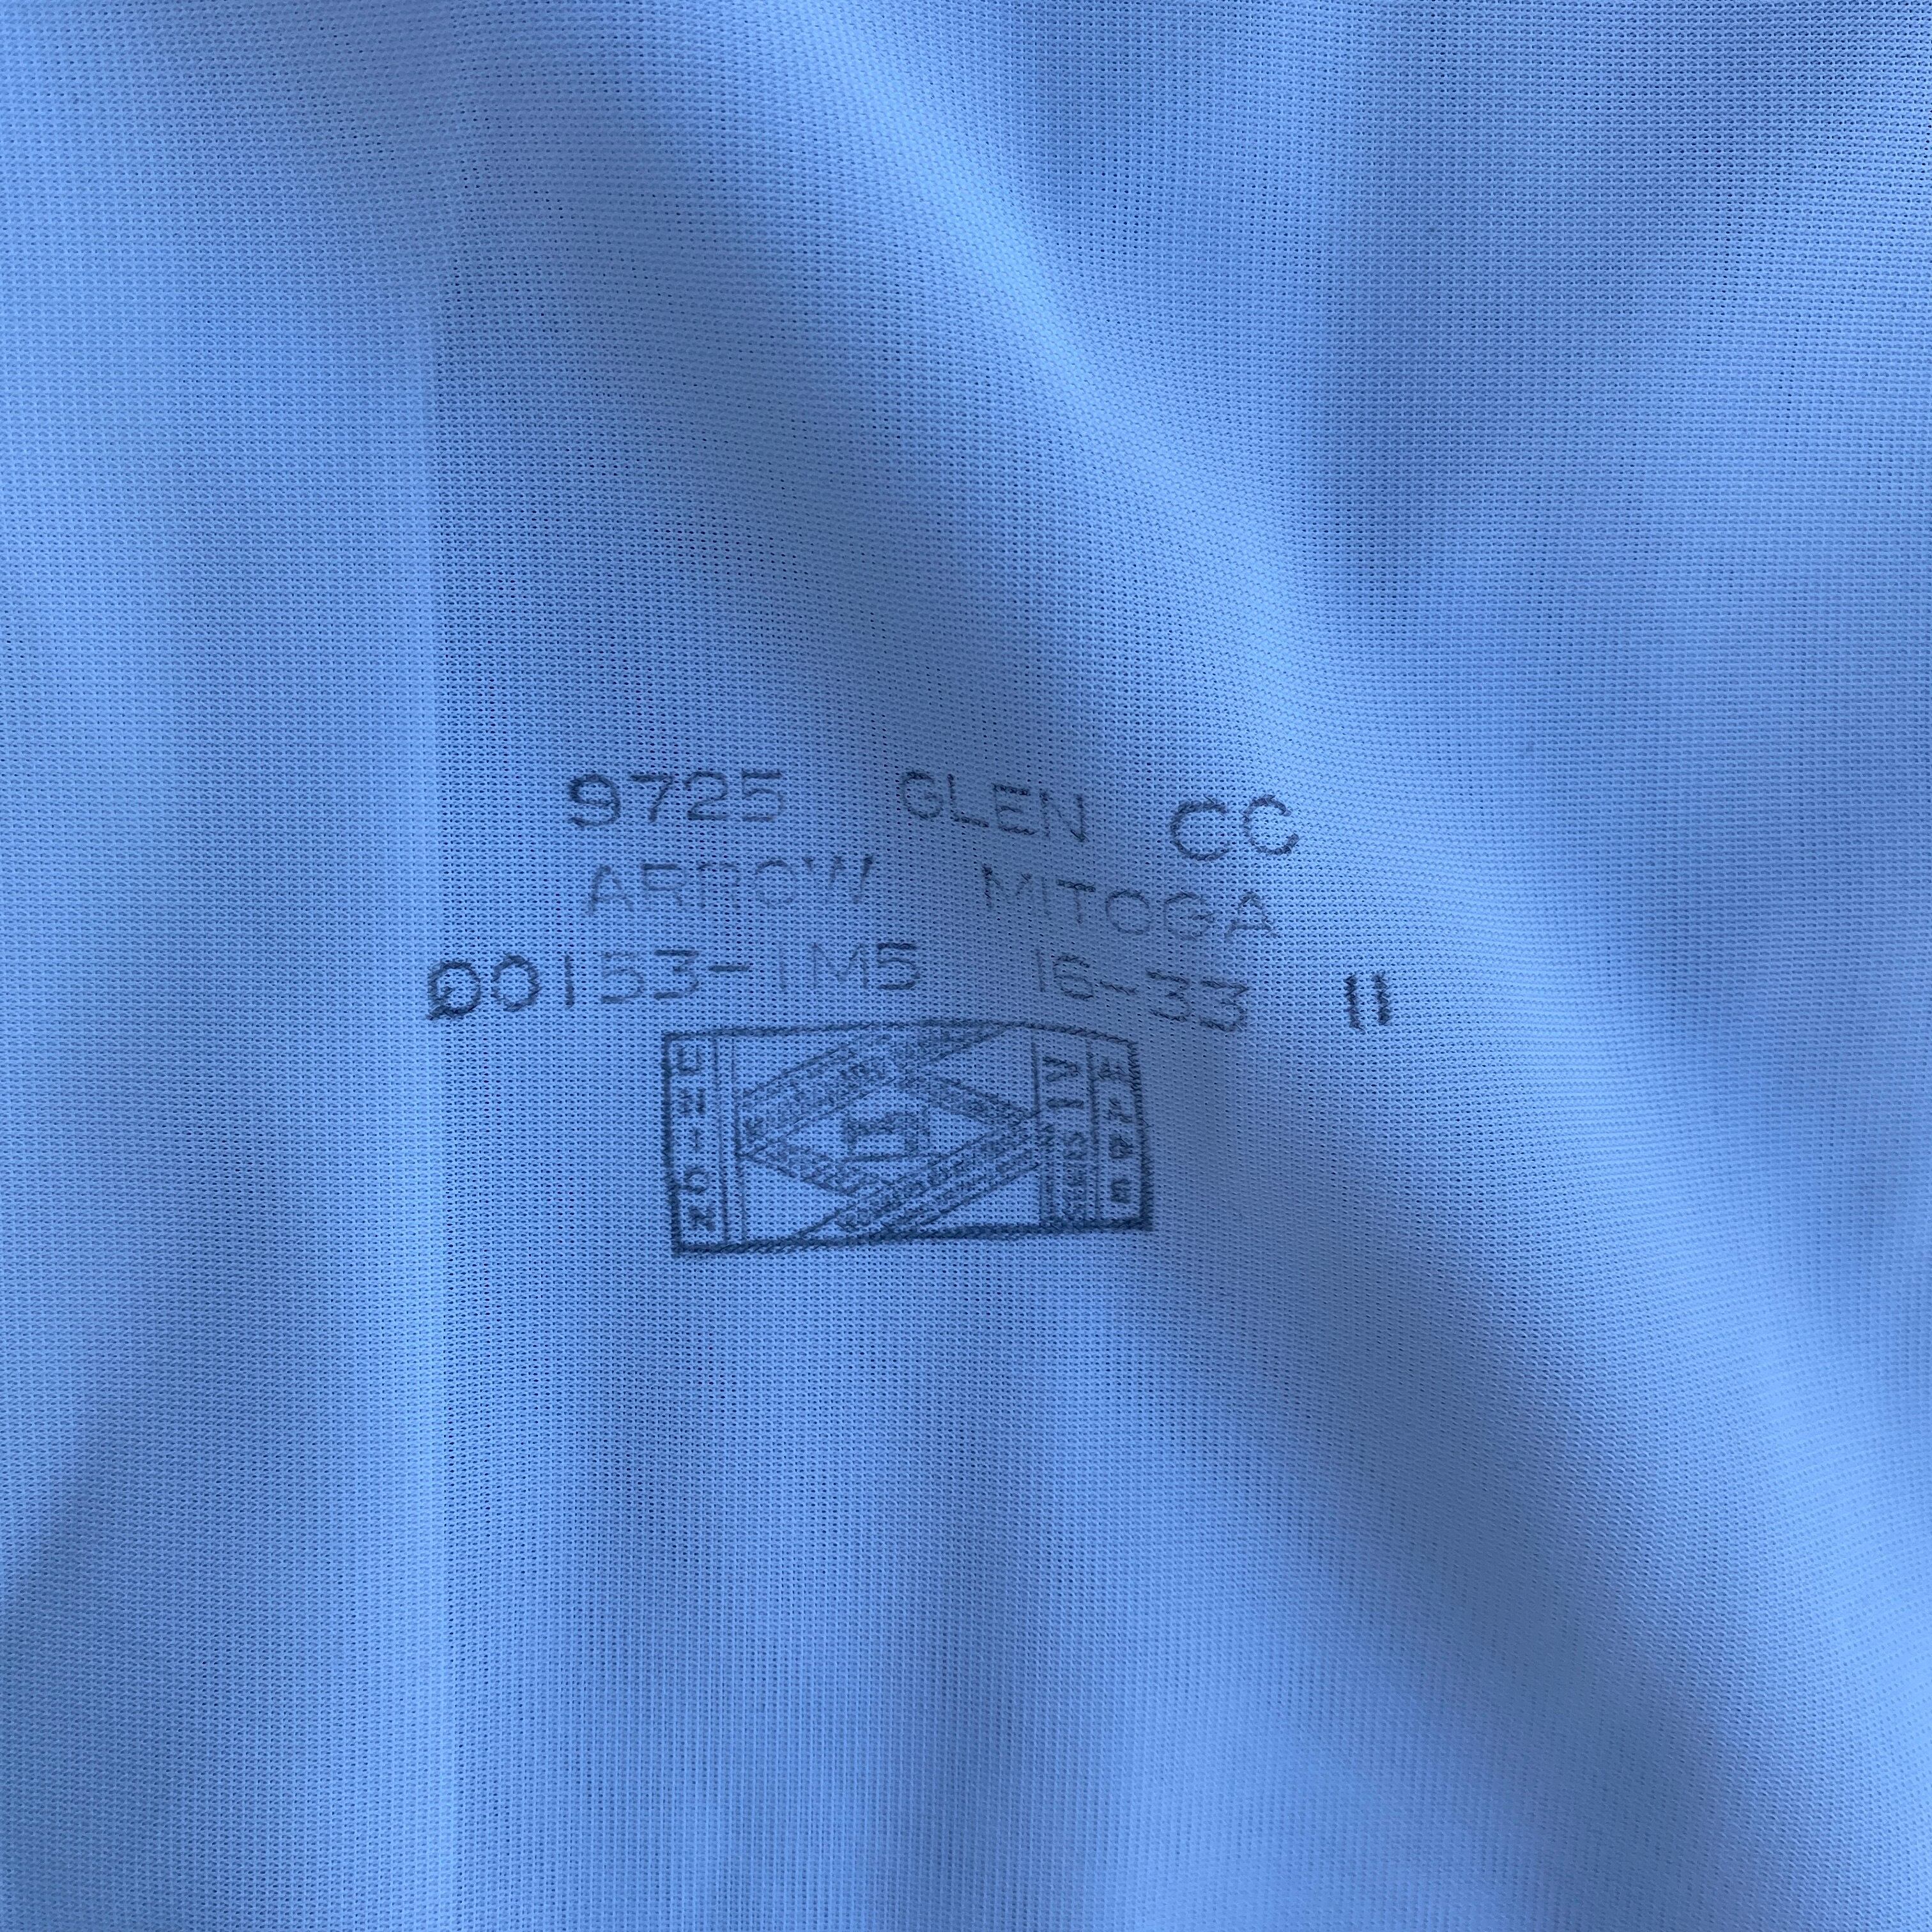 9725 GLEN CC
ARROW MITOGA
00153-1M5 16-33 11
UNION
MADE